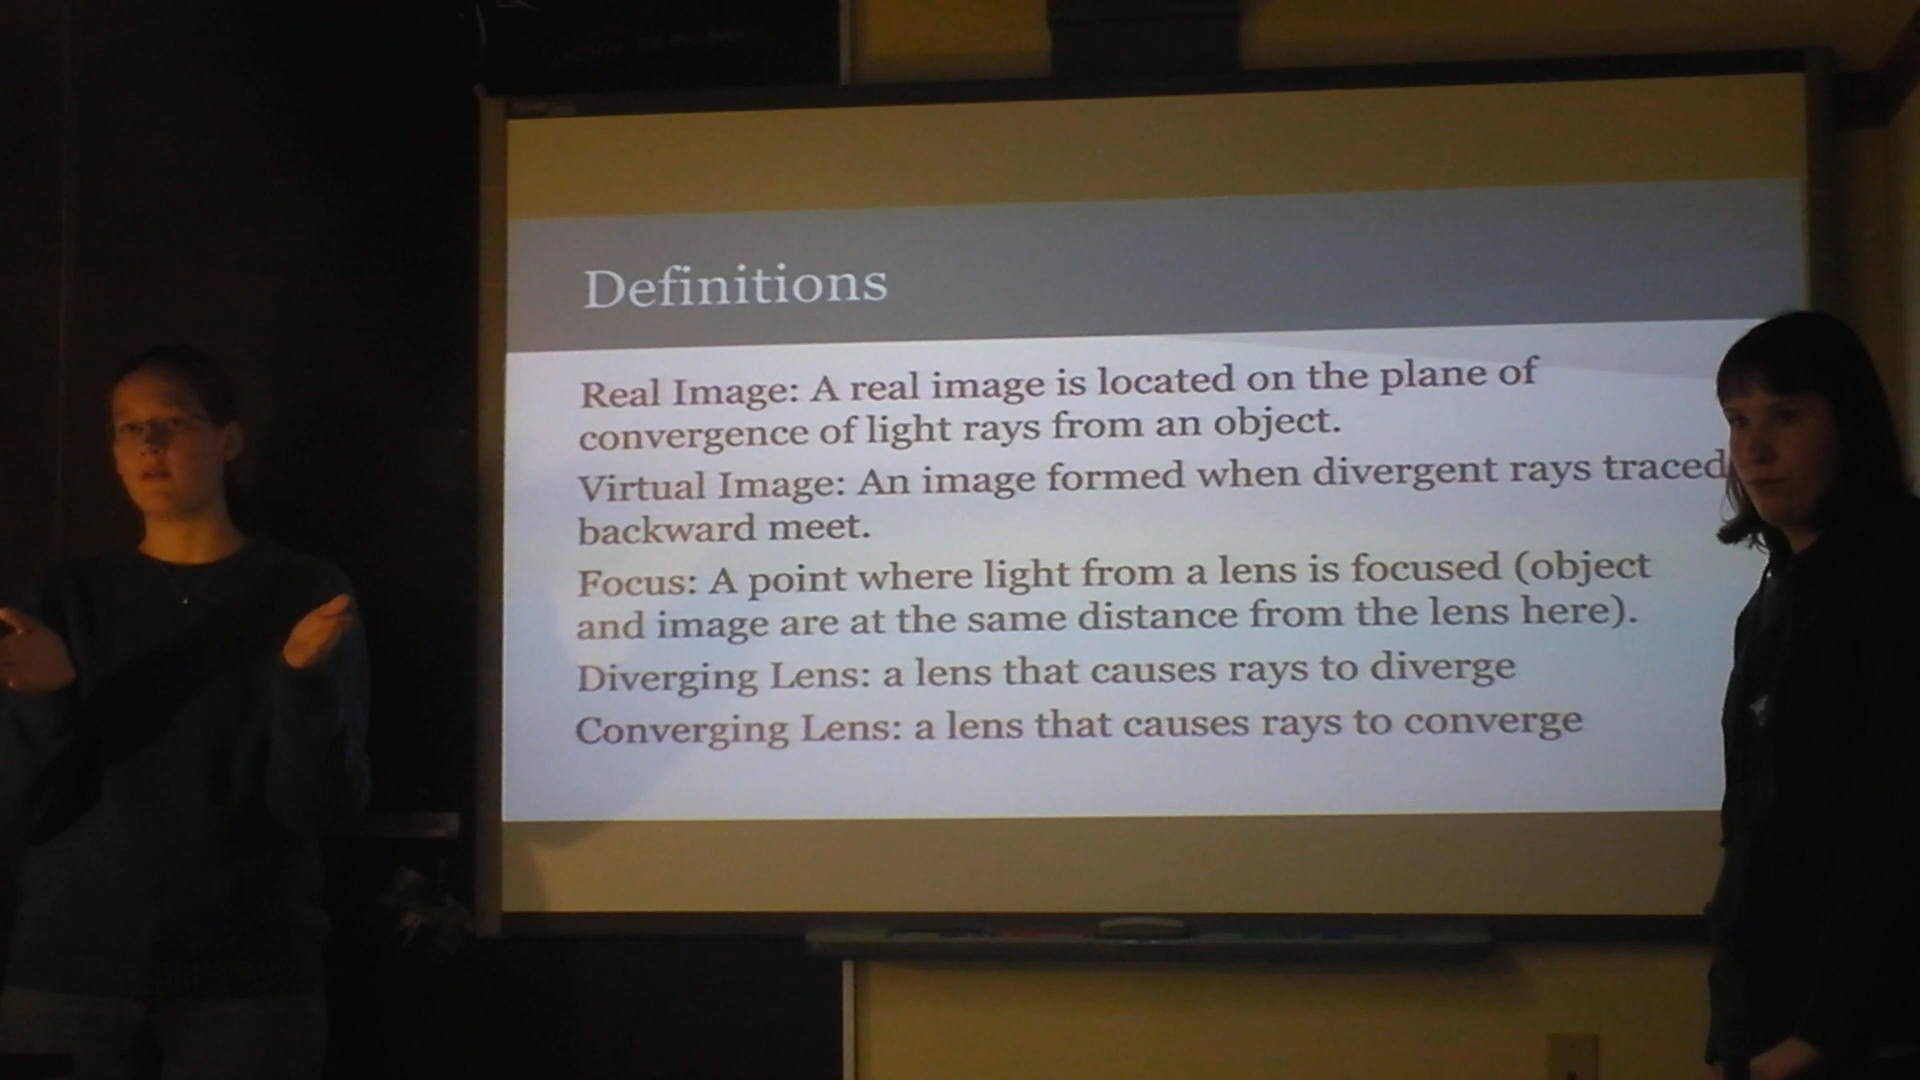 Definitions
Real Image: A real image is located on the plane of
convergence of light rays from an object.
Virtual Image: An image formed when divergent rays traced
backward meet.
Focus: A point where light from a lens is focused (object
and image are at the same distance from the lens here).
Diverging Lens: a lens that causes rays to diverge
Converging Lens: a lens that causes rays to converge